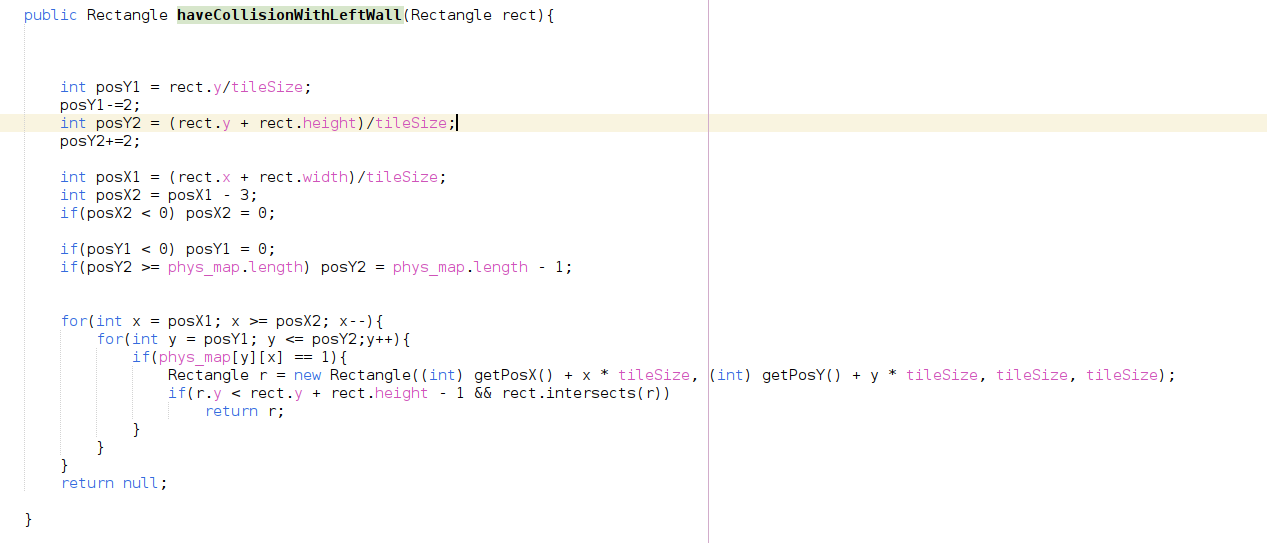 public Rectangle haveCollisionWithLeftWall(Rectangle rect){
int posY1 = rect.y/tileSize;
posY1-=2;
int posY2 = (rect.y + rect.height)/tileSize;
posY2+=2;
int posX1 = (rect.x + rect.width)/tileSize;
int posX2 = posX1 - 3;
if(posX2 < 0) posX2 = 0;
if(posY1 < 0) posY1 = 0;
if(posY2 >= phys_map.length) posY2 = phys_map.length - 1;
for(int x = posX1; x >= posX2; x--){
for(int y = posY1; y <= posY2;y++){
if(phys_map[y][x] == 1){
Rectangle r = new Rectangle((int) getPosX() + x * tileSize, (int) getPosY() + y * tileSize, tileSize, tileSize);
if(r.y < rect.y + rect.height - 1 && rect.intersects(r))
return r;
}
}
}
return null;
}